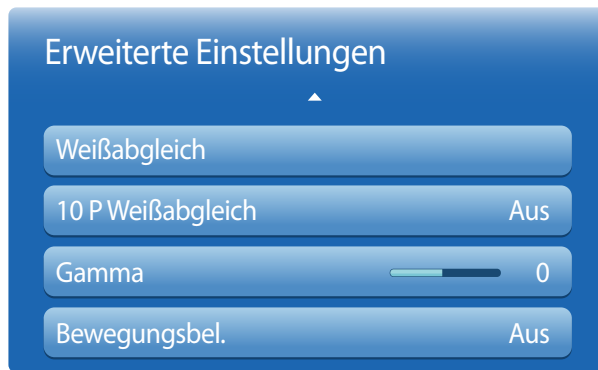 Erweiterte Einstellungen
Weißabgleich
10 P Weißabgleich Aus
Gamma 0
Bewegungsbel. Aus